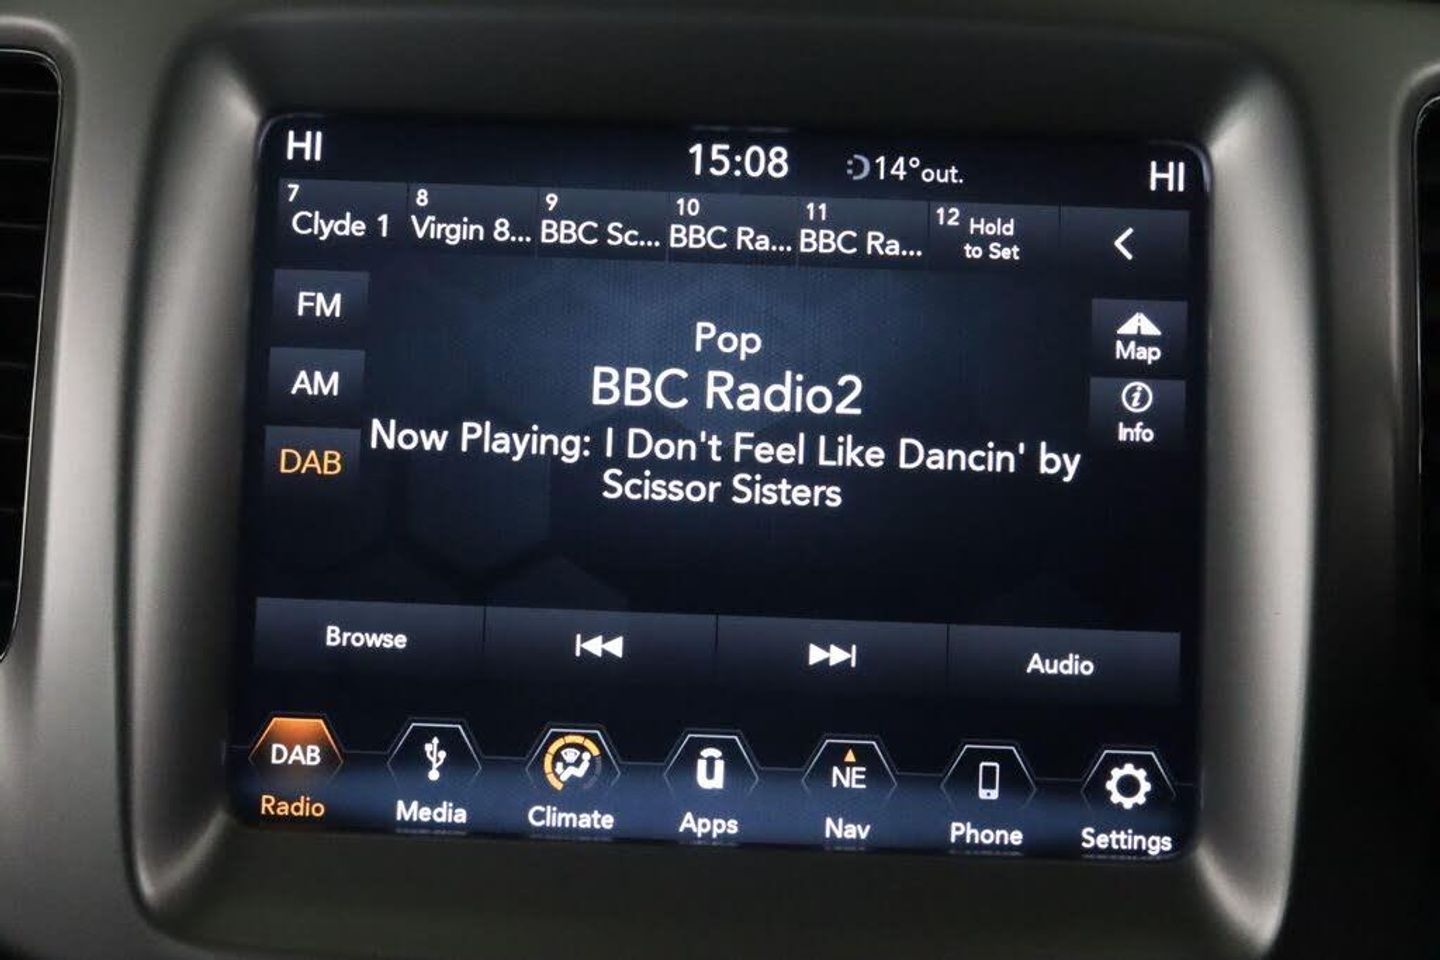 HI 15:08 14°out. HI
7 8 9 10 11 12 Hold
Clyde 1 Virgin 8... BBC Sc... BBC Ra... BBC Ra... to Set
FM
Map
AM
Info
DAB
Pop
BBC Radio2
Now Playing: I Don't Feel Like Dancin' by
Scissor Sisters
Browse Audio
DAB NE
Radio Media Climate Apps Nav Phone Settings